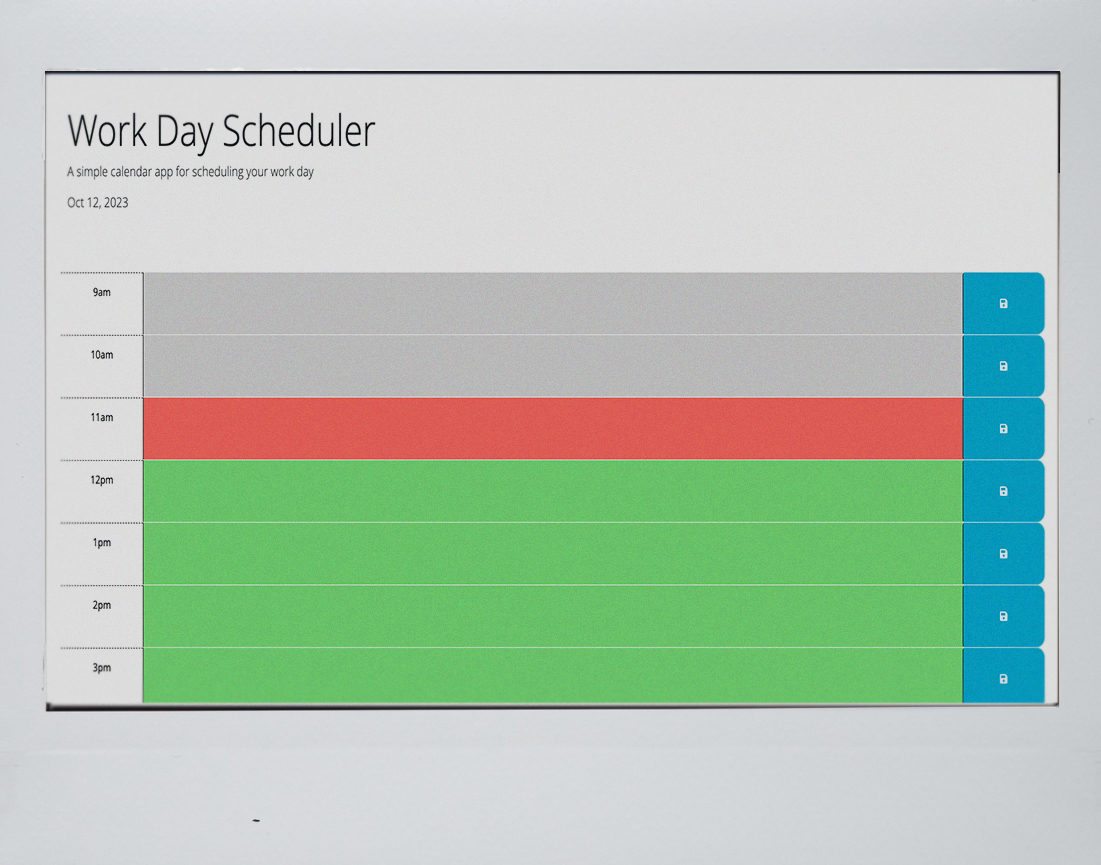 Work Day Scheduler
A simple calendar app for scheduling your work day
Oct 12, 2023
9am
10am
11am
12pm
1pm
2pm
3pm